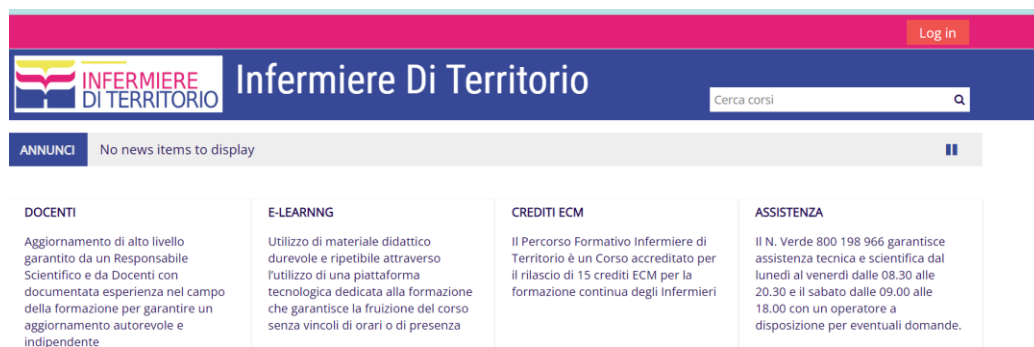 Log in
INFERMIERE
DI TERRITORIO
Infermiere Di Territorio
Cerca corsi
ANNUNCI
No news items to display
DOCENTI
Aggiornamento di alto livello
garantito da un Responsabile
Scientifico e da Docenti con
documentata esperienza nel campo
della formazione per garantire un
aggiornamento autorevole e
indipendente
E-LEARNNG
Utilizzo di materiale didattico
durevole e ripetibile attraverso
l'utilizzo di una piattaforma
tecnologica dedicata alla formazione
che garantisce la fruizione del corso
senza vincoli di orari o di presenza
CREDITI ECM
Il Percorso Formativo Infermiere di
Territorio è un Corso accreditato per
il rilascio di 15 crediti ECM per la
formazione continua degli Infermieri
ASSISTENZA
Il N. Verde 800 198 966 garantisce
assistenza tecnica e scientifica dal
lunedì al venerdì dalle 08.30 alle
20.30 e il sabato dalle 09.00 alle
18.00 con un operatore a
disposizione per eventuali domande.